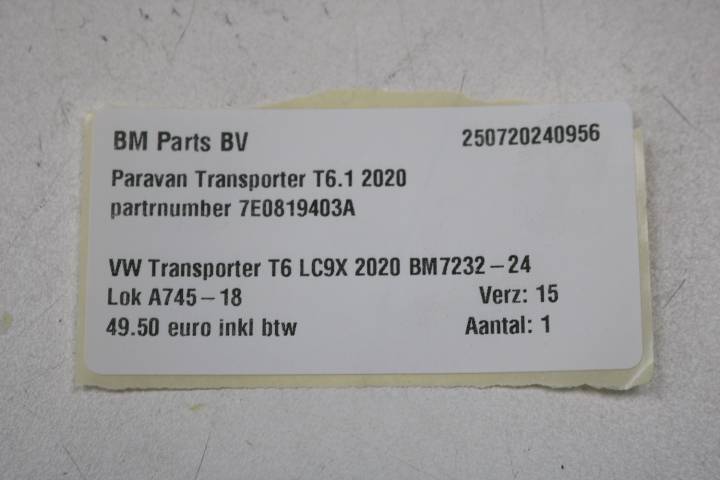 BM Parts BV 250720240956
Paravan Transporter T6.1 2020
partrnumber 7E0819403A
VW Transporter T6 LC9X 2020 BM7232-24
Lok A745-18 Verz: 15
49.50 euro inkl btw Aantal: 1